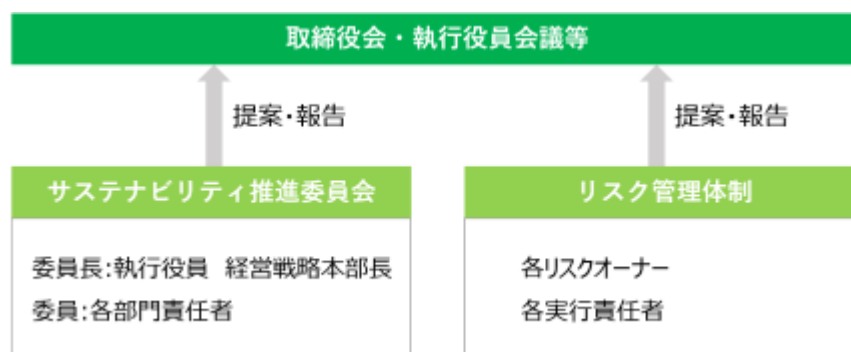 取締役会・執行役員会議等
提案・報告
提案・報告
サステナビリティ推進委員会
委員長:執行役員　経営戦略本部長
委員:各部門責任者
リスク管理体制
各リスクオーナー
各実行責任者